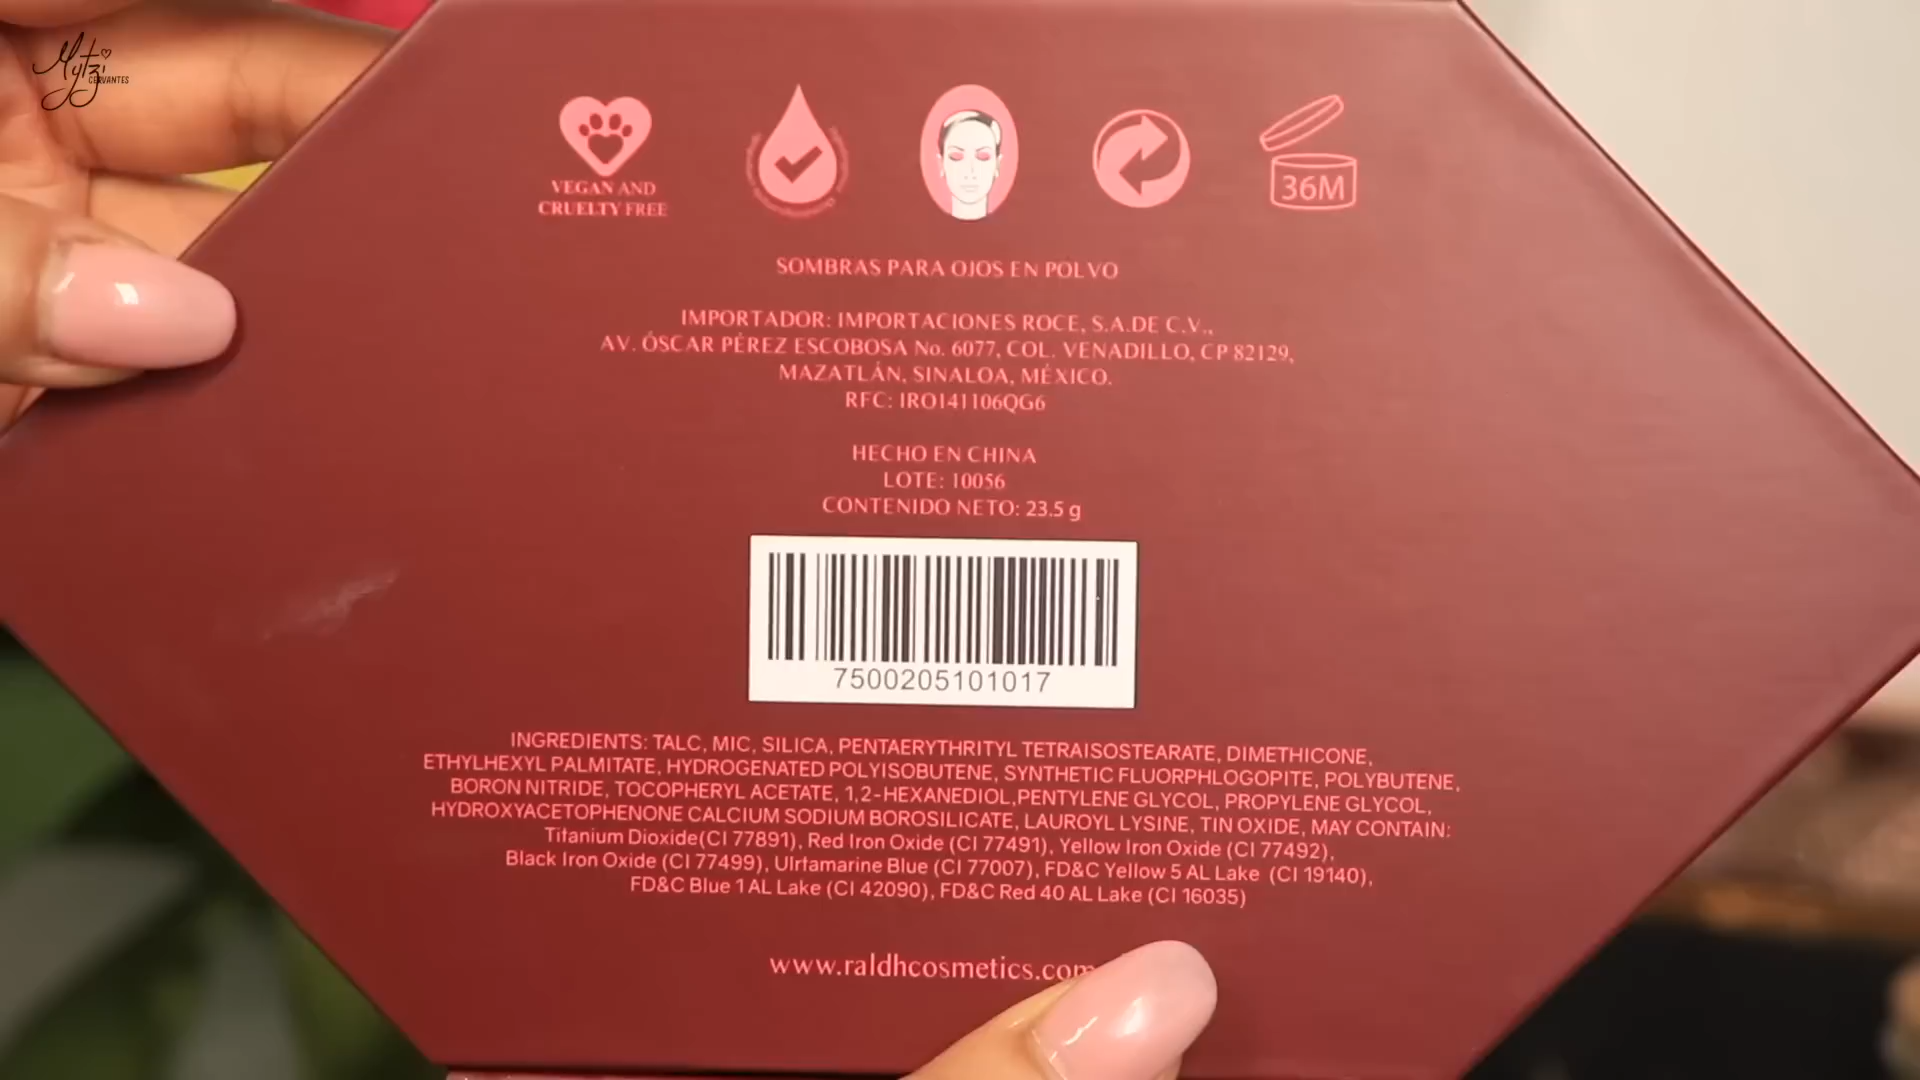 Mytzi
CERVANTES
VEGAN AND
CRUELTY FREE
36M
SOMBRAS PARA OJOS EN POLVO
IMPORTADOR: IMPORTACIONES ROCE, S.A.DE C.V.,
AV. ÓSCAR PÉREZ ESCOBOSA No. 6077, COL. VENADILLO, CP 82129,
MAZATLÁN, SINALOA, MÉXICO.
RFC: IRO141106QG6
HECHO EN CHINA
LOTE: 10056
CONTENIDO NETO: 23.5 g
7500205101017
INGREDIENTS: TALC, MIC, SILICA, PENTAERYTHRITYL TETRAISOSTEARATE, DIMETHICONE,
ETHYLHEXYL PALMITATE, HYDROGENATED POLYISOBUTENE, SYNTHETIC FLUORPHLOGOPITE, POLYBUTENE,
BORON NITRIDE, TOCOPHERYL ACETATE, 1,2-HEXANEDIOL,PENTYLENE GLYCOL, PROPYLENE GLYCOL,
HYDROXYACETOPHENONE CALCIUM SODIUM BOROSILICATE, LAUROYL LYSINE, TIN OXIDE, MAY CONTAIN:
Titanium Dioxide(CI 77891), Red Iron Oxide (CI 77491), Yellow Iron Oxide (CI 77492),
Black Iron Oxide (CI 77499), Ulrtamarine Blue (CI 77007), FD&C Yellow 5 AL Lake (CI 19140),
FD&C Blue 1 AL Lake (CI 42090), FD&C Red 40 AL Lake (CI 16035)
www.raldhcosmetics.com